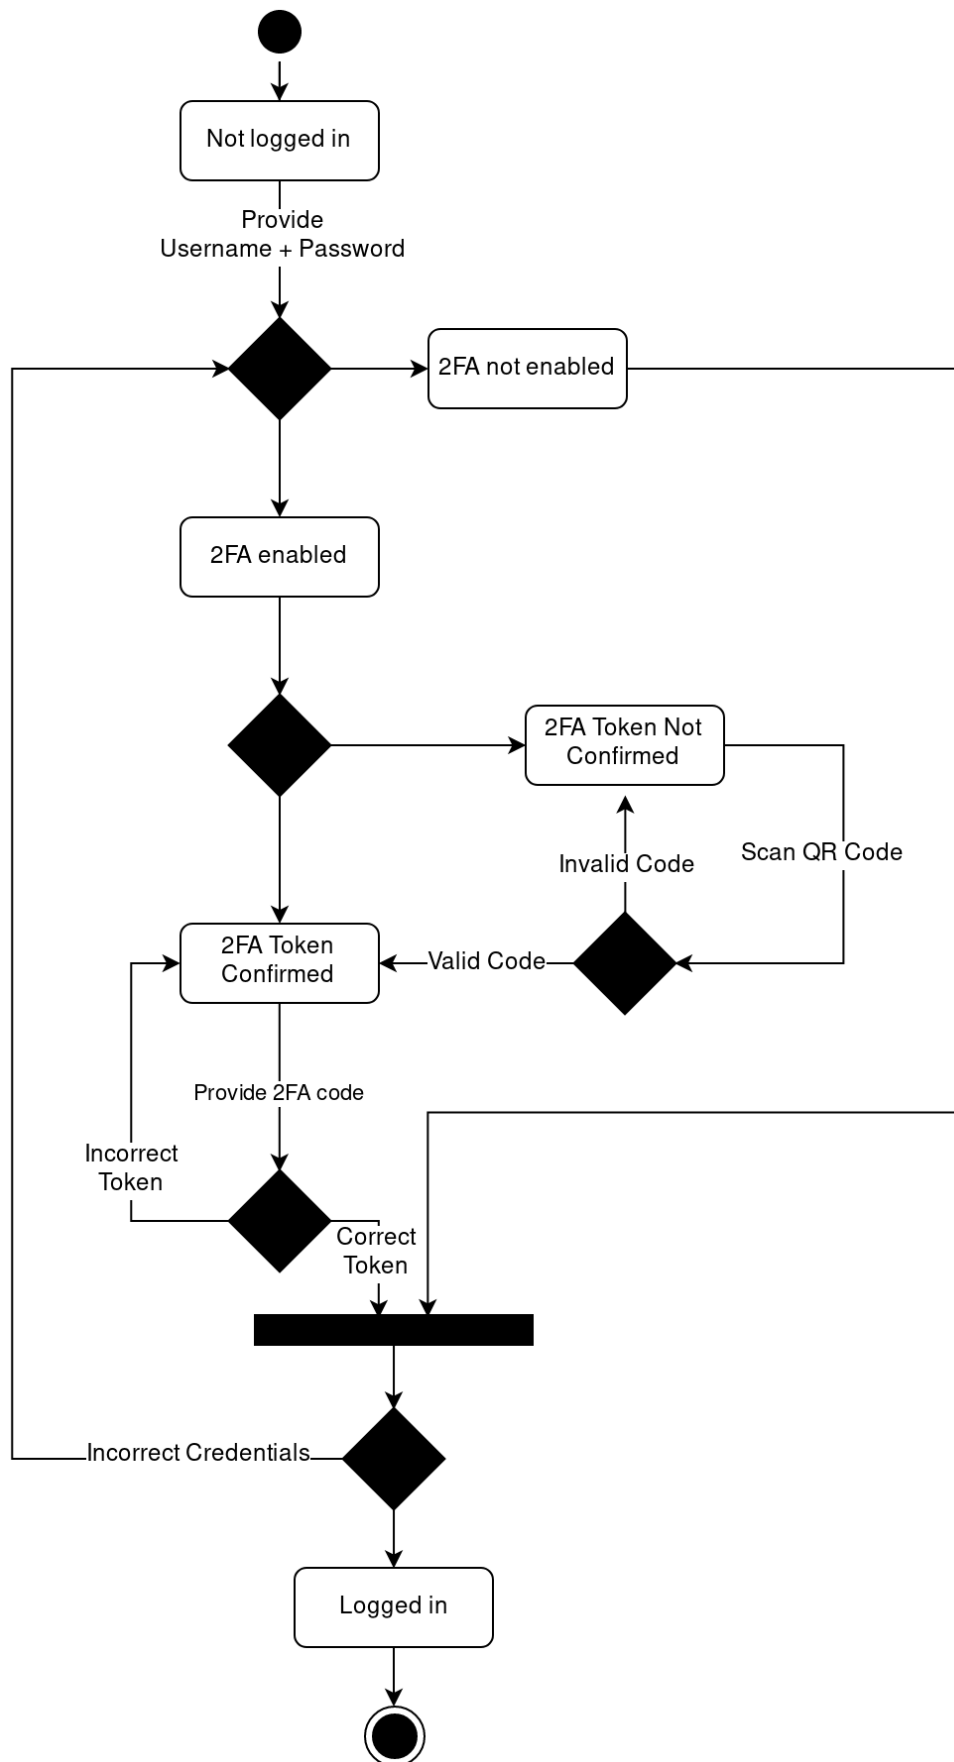 Not logged in
Provide
Username + Password
2FA not enabled
2FA enabled
2FA Token Not
Confirmed
Scan QR Code
Invalid Code
2FA Token
Confirmed
Valid Code
Provide 2FA code
Incorrect
Token
Correct
Token
Incorrect Credentials
Logged in